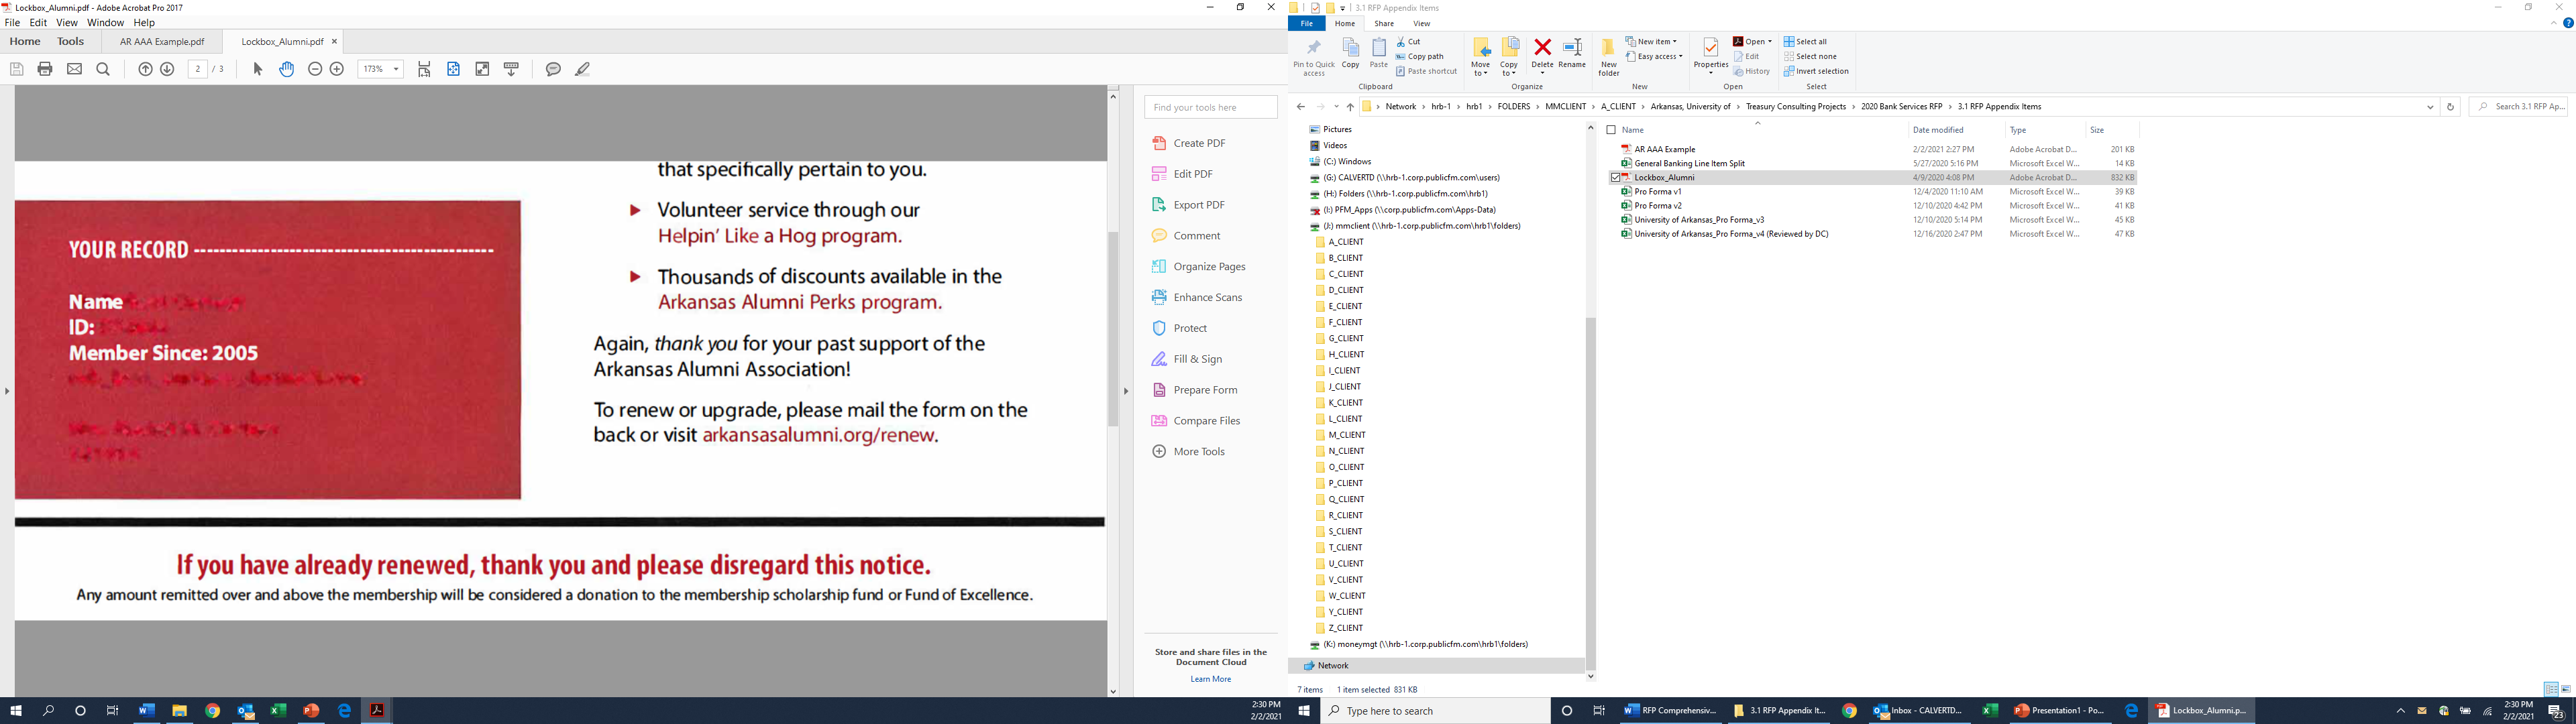 Lockbox_Alumni.pdf - Adobe Acrobat Pro 2017
File Edit View Window Help
Home Tools AR AAA Example.pdf Lockbox_Alumni.pdf ×
2 / 3 173%
that specifically pertain to you.
► Volunteer service through our
Helpin' Like a Hog program.
► Thousands of discounts available in the
Arkansas Alumni Perks program.
Again, thank you for your past support of the
Arkansas Alumni Association!
To renew or upgrade, please mail the form on the
back or visit arkansasalumni.org/renew.
YOUR RECORD
Name
ID:
Member Since: 2005
If you have already renewed, thank you and please disregard this notice.
Any amount remitted over and above the membership will be considered a donation to the membership scholarship fund or Fund of Excellence.
Find your tools here
Create PDF
Edit PDF
Export PDF
Comment
Organize Pages
Enhance Scans
Protect
Fill & Sign
Prepare Form
Compare Files
More Tools
Store and share files in the
Document Cloud
Learn More
2:30 PM
2/2/2021
3.1 RFP Appendix Items
File Home Share View
Pin to Quick access
Copy
Paste
Cut
Copy path
Paste shortcut
Clipboard
Move to
Copy to
Delete
Rename
Organize
New folder
New item
Easy access
New
Properties
Open
Edit
History
Open
Select all
Select none
Invert selection
Select
Network > hrb-1 > hrb1 > FOLDERS > MMCLIENT > A_CLIENT > Arkansas, University of > Treasury Consulting Projects > 2020 Bank Services RFP > 3.1 RFP Appendix Items
Search 3.1 RFP Ap...
Pictures
Videos
(C:) Windows
(G:) CALVERTD (\\hrb-1.corp.publicfm.com\users)
(H:) Folders (\\hrb-1.corp.publicfm.com\hrb1)
(I:) PFM_Apps (\\corp.publicfm.com\Apps-Data)
(J:) mmclient (\\hrb-1.corp.publicfm.com\hrb1\folders)
A_CLIENT
B_CLIENT
C_CLIENT
D_CLIENT
E_CLIENT
F_CLIENT
G_CLIENT
H_CLIENT
I_CLIENT
J_CLIENT
K_CLIENT
L_CLIENT
M_CLIENT
N_CLIENT
O_CLIENT
P_CLIENT
Q_CLIENT
R_CLIENT
S_CLIENT
T_CLIENT
U_CLIENT
V_CLIENT
W_CLIENT
Y_CLIENT
Z_CLIENT
(K:) moneymgt (\\hrb-1.corp.publicfm.com\hrb1\folders)
Network
Name Date modified Type Size
AR AAA Example 2/2/2021 2:27 PM Adobe Acrobat D... 201 KB
General Banking Line Item Split 5/27/2020 5:16 PM Microsoft Excel W... 14 KB
Lockbox_Alumni 4/9/2020 4:08 PM Adobe Acrobat D... 832 KB
Pro Forma v1 12/4/2020 11:10 AM Microsoft Excel W... 39 KB
Pro Forma v2 12/10/2020 4:42 PM Microsoft Excel W... 41 KB
University of Arkansas_Pro Forma_v3 12/10/2020 5:14 PM Microsoft Excel W... 45 KB
University of Arkansas_Pro Forma_v4 (Reviewed by DC) 12/16/2020 2:47 PM Microsoft Excel W... 47 KB
7 items 1 item selected 831 KB
Type here to search
RFP Comprehensiv...
3.1 RFP Appendix It...
Inbox - CALVERTD...
Presentation1 - Po...
Lockbox_Alumni.p...
2:30 PM
2/2/2021
23